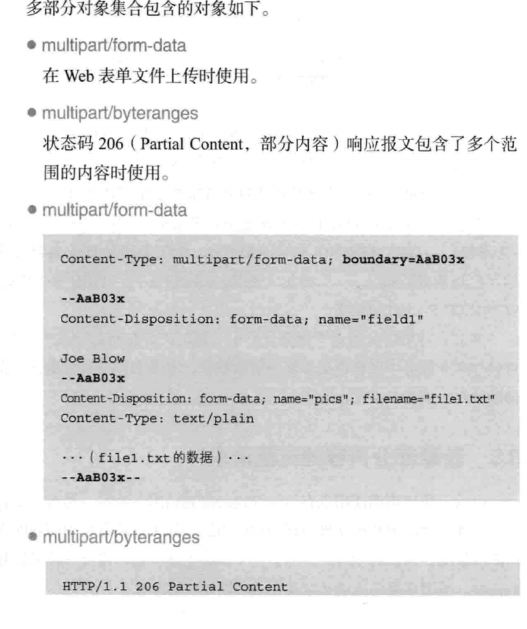 多部分对象集合包含的对象如下。
● multipart/form-data
在 Web 表单文件上传时使用。
● multipart/byteranges
状态码 206（Partial Content，部分内容）响应报文包含了多个范
围的内容时使用。
● multipart/form-data
Content-Type: multipart/form-data; boundary=AaB03x
--AaB03x
Content-Disposition: form-data; name="field1"
Joe Blow
--AaB03x
Content-Disposition: form-data; name="pics"; filename="file1.txt"
Content-Type: text/plain
···（file1.txt的数据）···
--AaB03x--
● multipart/byteranges
HTTP/1.1 206 Partial Content